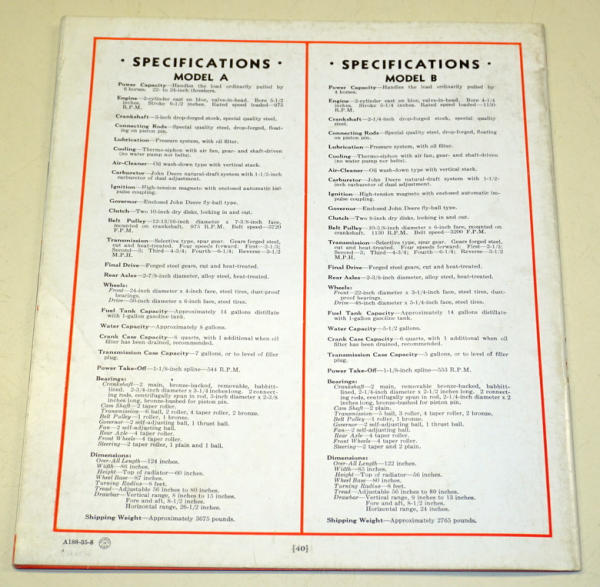 · SPECIFICATIONS ·
MODEL A
Power Capacity—Handles the load ordinarily pulled by
6 horses. 22- to 24-inch threshers.
Engine—2-cylinder cast en bloc, valve-in-head. Bore 5-1/2
inches. Stroke 6-1/2 inches. Rated speed loaded—975
R.P.M.
Crankshaft—3-inch drop-forged stock, special quality steel.
Connecting Rods—Special quality steel, drop-forged, float-
ing on piston pin.
Lubrication—Pressure system, with oil filter.
Cooling—Thermo-siphon with air fan, gear- and shaft-driven
(no water pump nor belts).
Air-Cleaner—Oil wash-down type with vertical stack.
Carburetor—John Deere natural-draft system with 1-1/2-inch
carburetor of dual adjustment.
Ignition—High-tension magneto with enclosed automatic im-
pulse coupling.
Governor—Enclosed John Deere fly-ball type.
Clutch—Two 10-inch dry disks, locking in and out.
Belt Pulley—12-13/16-inch diameter x 7-3/8-inch face,
mounted on crankshaft. 975 R.P.M. Belt speed—3270
F.P.M.
Transmission—Selective type, spur gear. Gears forged steel,
cut and heat-treated. Four speeds forward: First—2-1/3;
Second—3; Third—4-3/4; Fourth—6-1/4; Reverse—3-1/2
M.P.H.
Final Drive—Forged steel gears, cut and heat-treated.
Rear Axles—2-7/8-inch diameter, alloy steel, heat-treated.
Wheels:
Front—24-inch diameter x 4-inch face, steel tires, dust-proof
bearings.
Drive—50-inch diameter x 6-inch face, steel tires.
Fuel Tank Capacity—Approximately 14 gallons distillate
with 1-gallon gasoline tank.
Water Capacity—Approximately 8 gallons.
Crank Case Capacity—8 quarts, with 1 additional when oil
filter has been drained, recommended.
Transmission Case Capacity—7 gallons, or to level of filler
plug.
Power Take-Off—1-1/8-inch spline—544 R.P.M.
Bearings:
Crankshaft—2 main, bronze-backed, removable, babbitt-
lined, 2-3/4-inch diameter x 3-1/4 inches long. 2 connect-
ing rods, centrifugally spun in rod, 3-inch diameter x 2-3/8
inches long, bronze-bushed for piston pin.
Cam Shaft—2 taper roller.
Transmission—6 ball, 2 roller, 4 taper roller, 2 bronze.
Belt Pulley—1 roller, 1 bronze.
Governor—2 self-adjusting ball, 1 thrust ball.
Fan—2 self-adjusting ball.
Rear Axle—4 taper roller.
Front Wheels—4 taper roller.
Steering—2 taper roller, 1 plain and 1 ball.
Dimensions:
Over-All Length—124 inches.
Width—86 inches.
Height—Top of radiator—60 inches.
Wheel Base—87 inches.
Turning Radius—8 feet.
Tread—Adjustable 56 inches to 80 inches.
Drawbar—Vertical range, 8 inches to 15 inches.
Fore and aft, 8-1/2 inches.
Horizontal range, 26-1/2 inches.
Shipping Weight—Approximately 3675 pounds.
· SPECIFICATIONS ·
MODEL B
Power Capacity—Handles the load ordinarily pulled by
4 horses.
Engine—2-cylinder cast en bloc, valve-in-head. Bore 4-1/4
inches. Stroke 5-1/4 inches. Rated speed loaded—1150
R.P.M.
Crankshaft—2-1/4-inch drop-forged stock, special quality
steel.
Connecting Rods—Special quality steel, drop-forged, floating
on piston pin.
Lubrication—Pressure system, with oil filter.
Cooling—Thermo-siphon with air fan, gear- and shaft-driven
(no water pump nor belts).
Air-Cleaner—Oil wash-down type with vertical stack.
Carburetor—John Deere natural-draft system with 1-1/2-
inch carburetor of dual adjustment.
Ignition—High-tension magneto with enclosed automatic im-
pulse coupling.
Governor—Enclosed John Deere fly-ball type.
Clutch—Two 8-inch dry disks, locking in and out.
Belt Pulley—10-5/8-inch diameter x 6-inch face, mounted on
crankshaft. 1150 R.P.M. Belt speed—3200 F.P.M.
Transmission—Selective type, spur gear. Gears forged steel,
cut and heat-treated. Four speeds forward: First—2-1/3;
Second—3; Third—4-3/4; Fourth—6-1/4; Reverse—3-1/2
M.P.H.
Final Drive—Forged steel gears, cut and heat-treated.
Rear Axles—2-3/8-inch diameter, alloy steel, heat-treated.
Wheels:
Front—22-inch diameter x 3-1/4-inch face, steel tires, dust-
proof bearings.
Drive—48-inch diameter x 5-1/4-inch face, steel tires.
Fuel Tank Capacity—Approximately 14 gallons distillate
with 1-gallon gasoline tank.
Water Capacity—5-1/2 gallons.
Crank Case Capacity—6 quarts, with 1 additional when oil
filter has been drained, recommended.
Transmission Case Capacity—5 gallons, or to level of filler
plug.
Power Take-Off—1-1/8-inch spline—553 R.P.M.
Bearings:
Crankshaft—2 main, removable bronze-backed, babbitt-
lined, 2-1/4-inch diameter x 2-1/2 inches long. 2 connect-
ing rods, centrifugally spun in rod, 2-1/4-inch diameter x 2
inches long, bronze-bushed for piston pin.
Cam Shaft—2 plain.
Transmission—5 ball, 3 roller, 4 taper roller, 2 bronze.
Belt Pulley—1 roller, 1 bronze.
Governor—2 self-adjusting ball, 1 thrust ball.
Fan—2 self-adjusting ball.
Rear Axle—4 taper roller.
Front Wheels—4 taper roller.
Steering—2 taper and 2 plain.
Dimensions:
Over-All Length—122 inches.
Width—85 inches.
Height—Top of radiator—56 inches.
Wheel Base—80 inches.
Turning Radius—8 feet.
Tread—Adjustable 56 inches to 80 inches.
Drawbar—Vertical range, 9 inches to 13 inches.
Fore and aft, 8-1/2 inches.
Horizontal range, 24 inches.
Shipping Weight—Approximately 2765 pounds.
A188-35-8
[40]